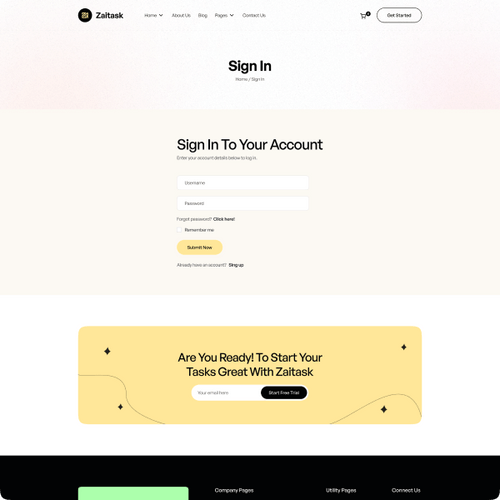 Zaitask
Home About Us Blog Pages Contact Us
0
Get Started
Sign In
Home / Sign In
Sign In To Your Account
Enter your account details below to log in.
Username
Password
Forgot password? Click here!
Remember me
Submit Now
Already have an account? Sing up
Are You Ready! To Start Your
Tasks Great With Zaitask
Your email here
Start Free Trial
Company Pages
Utility Pages
Connect Us